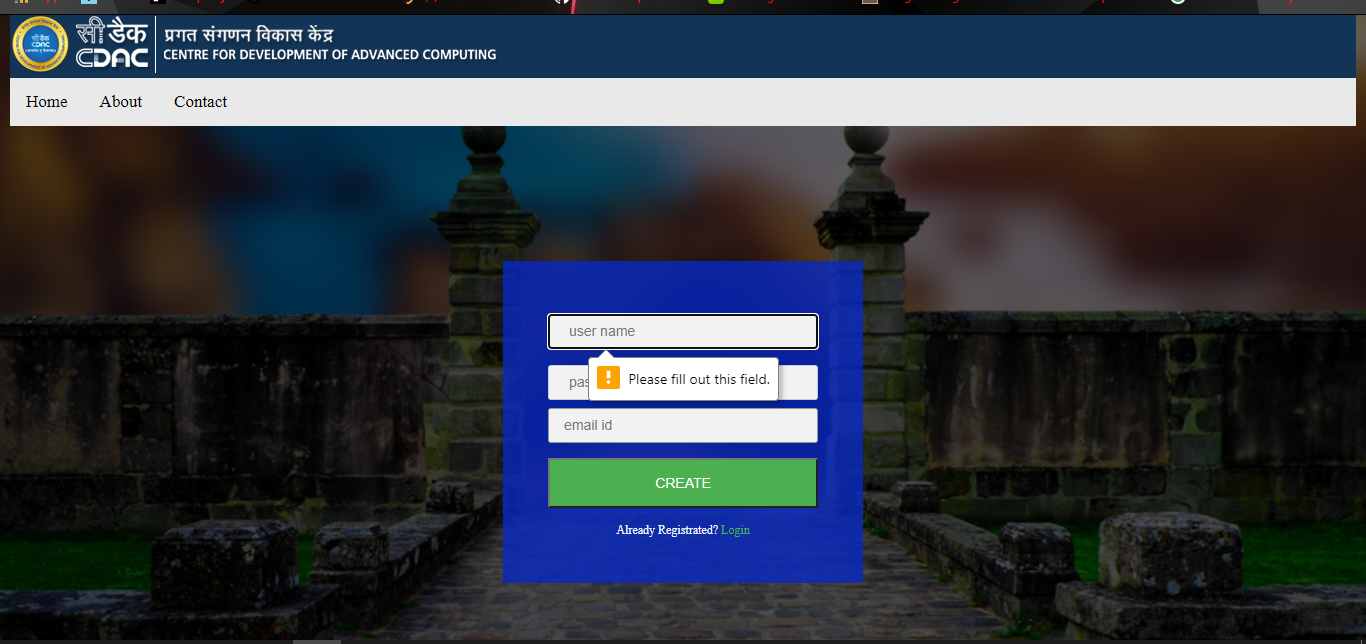 सी डैक
CDAC
प्रगत संगणन विकास केंद्र
CENTRE FOR DEVELOPMENT OF ADVANCED COMPUTING
Home About Contact
user name
Please fill out this field.
email id
CREATE
Already Registrated? Login